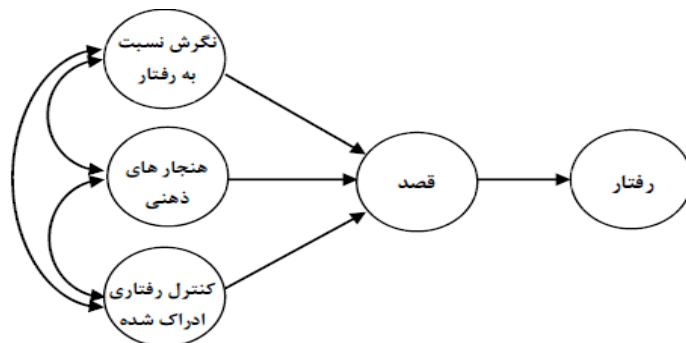 نگرش نسبت
به رفتار
هنجار های
ذهنی
کنترل رفتاری
ادراک شده
قصد
رفتار